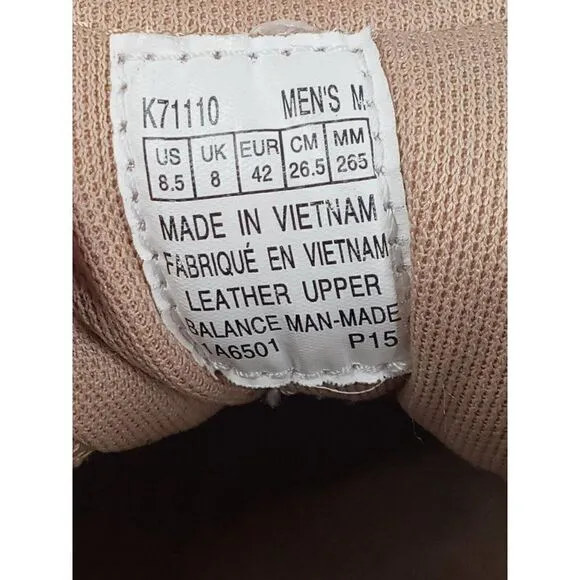 K71110 MEN'S M
US UK EUR CM MM
8.5 8 42 26.5 265
MADE IN VIETNAM
FABRIQUÉ EN VIETNAM
LEATHER UPPER
BALANCE MAN-MADE
1A6501 P15